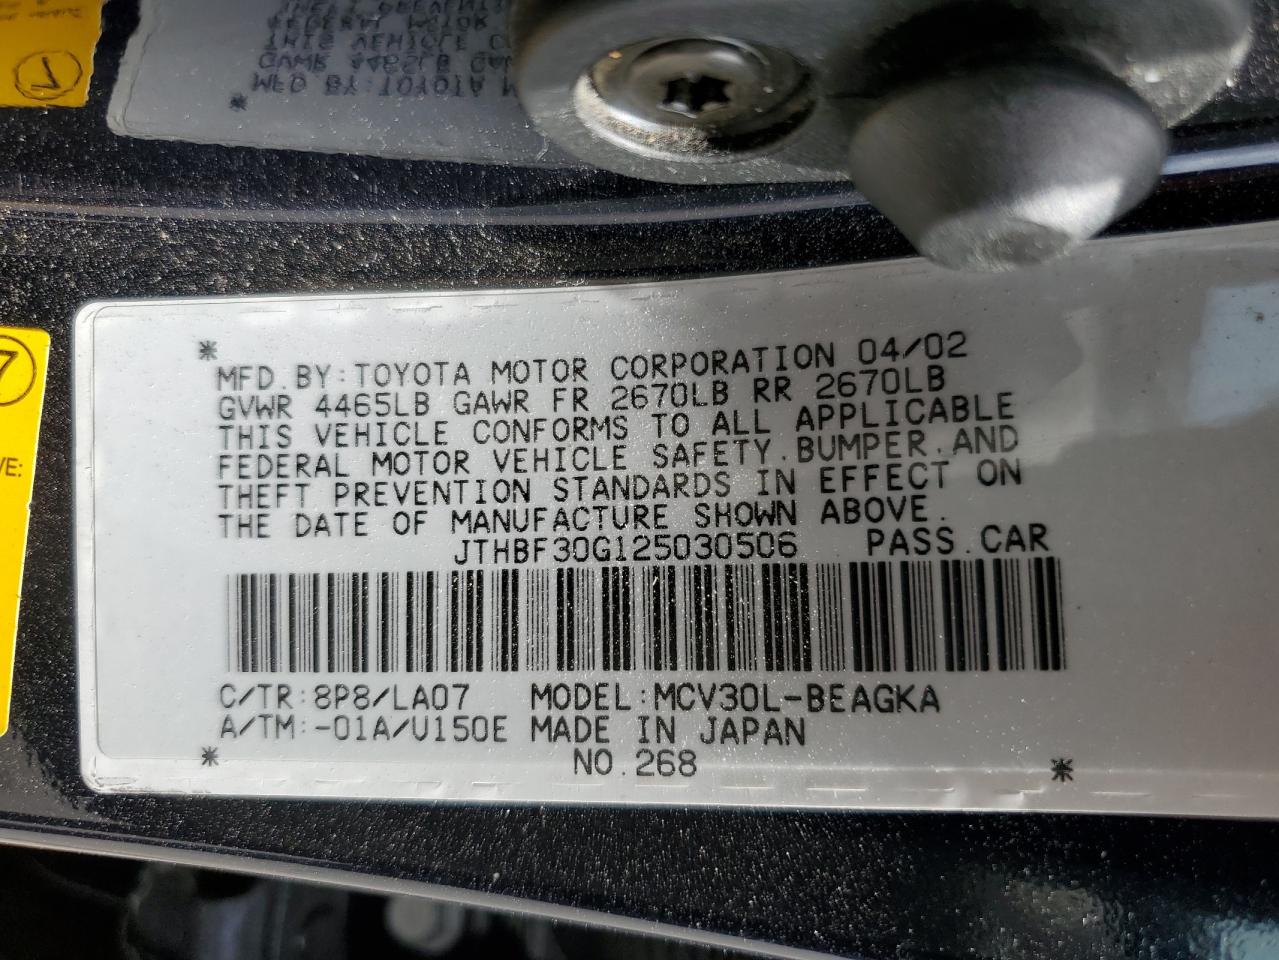 * MFD. BY: TOYOTA MOTOR CORPORATION 04/02
GVWR 4465LB GAWR FR 2670LB RR 2670LB
THIS VEHICLE CONFORMS TO ALL APPLICABLE
FEDERAL MOTOR VEHICLE SAFETY, BUMPER, AND
THEFT PREVENTION STANDARDS IN EFFECT ON
THE DATE OF MANUFACTURE SHOWN ABOVE.
JTHBF30G125030506 PASS. CAR
C/TR: 8P8/LA07 MODEL: MCV30L-BEAGKA
A/TM: -01A/U150E MADE IN JAPAN
* NO. 268 *
7
VE: